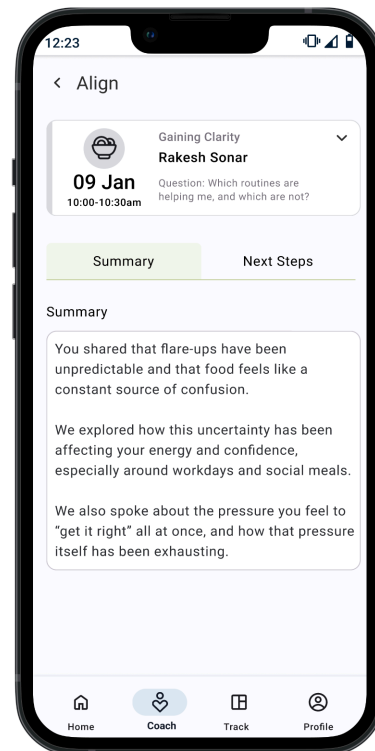 12:23
Align
Gaining Clarity
Rakesh Sonar
09 Jan
10:00-10:30am
Question: Which routines are
helping me, and which are not?
Summary
Next Steps
Summary
You shared that flare-ups have been
unpredictable and that food feels like a
constant source of confusion.
We explored how this uncertainty has been
affecting your energy and confidence,
especially around workdays and social meals.
We also spoke about the pressure you feel to
“get it right” all at once, and how that pressure
itself has been exhausting.
Home
Coach
Track
Profile